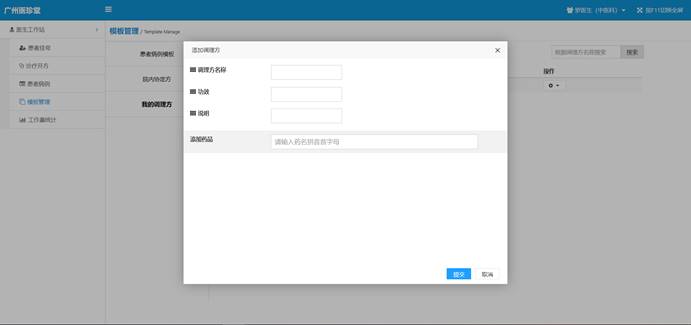 广州医珍堂
罗医生（中医科）
按F11切换全屏
医生工作站
患者挂号
诊疗开方
患者病例
模板管理
工作量统计
模板管理 / Template Manage
患者病例模板
院内协定方
我的调理方
根据调理方名称搜索
搜索
操作
添加调理方
调理方名称
功效
说明
添加药品
请输入药名拼音首字母
提交
取消